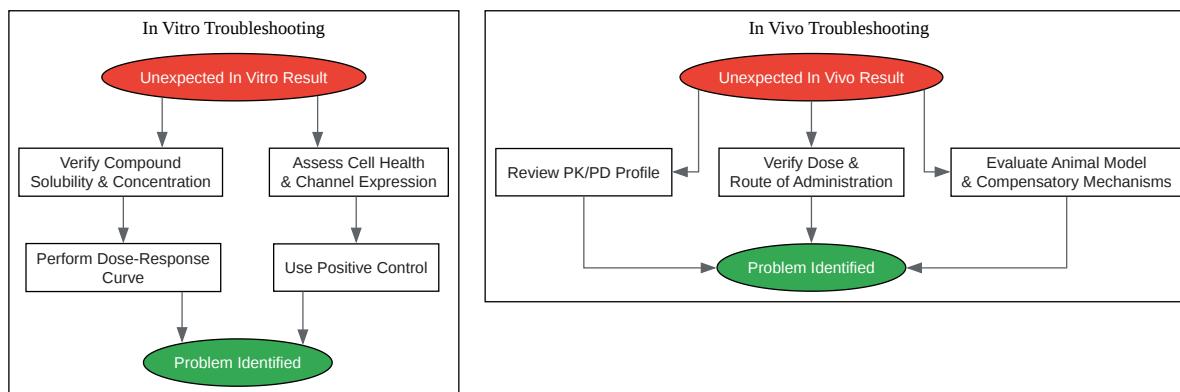 In Vitro Troubleshooting
Unexpected In Vitro Result
Verify Compound
Solubility & Concentration
Assess Cell Health
& Channel Expression
Perform Dose-Response
Curve
Use Positive Control
Problem Identified
In Vivo Troubleshooting
Unexpected In Vivo Result
Review PK/PD Profile
Verify Dose &
Route of Administration
Evaluate Animal Model
& Compensatory Mechanisms
Problem Identified